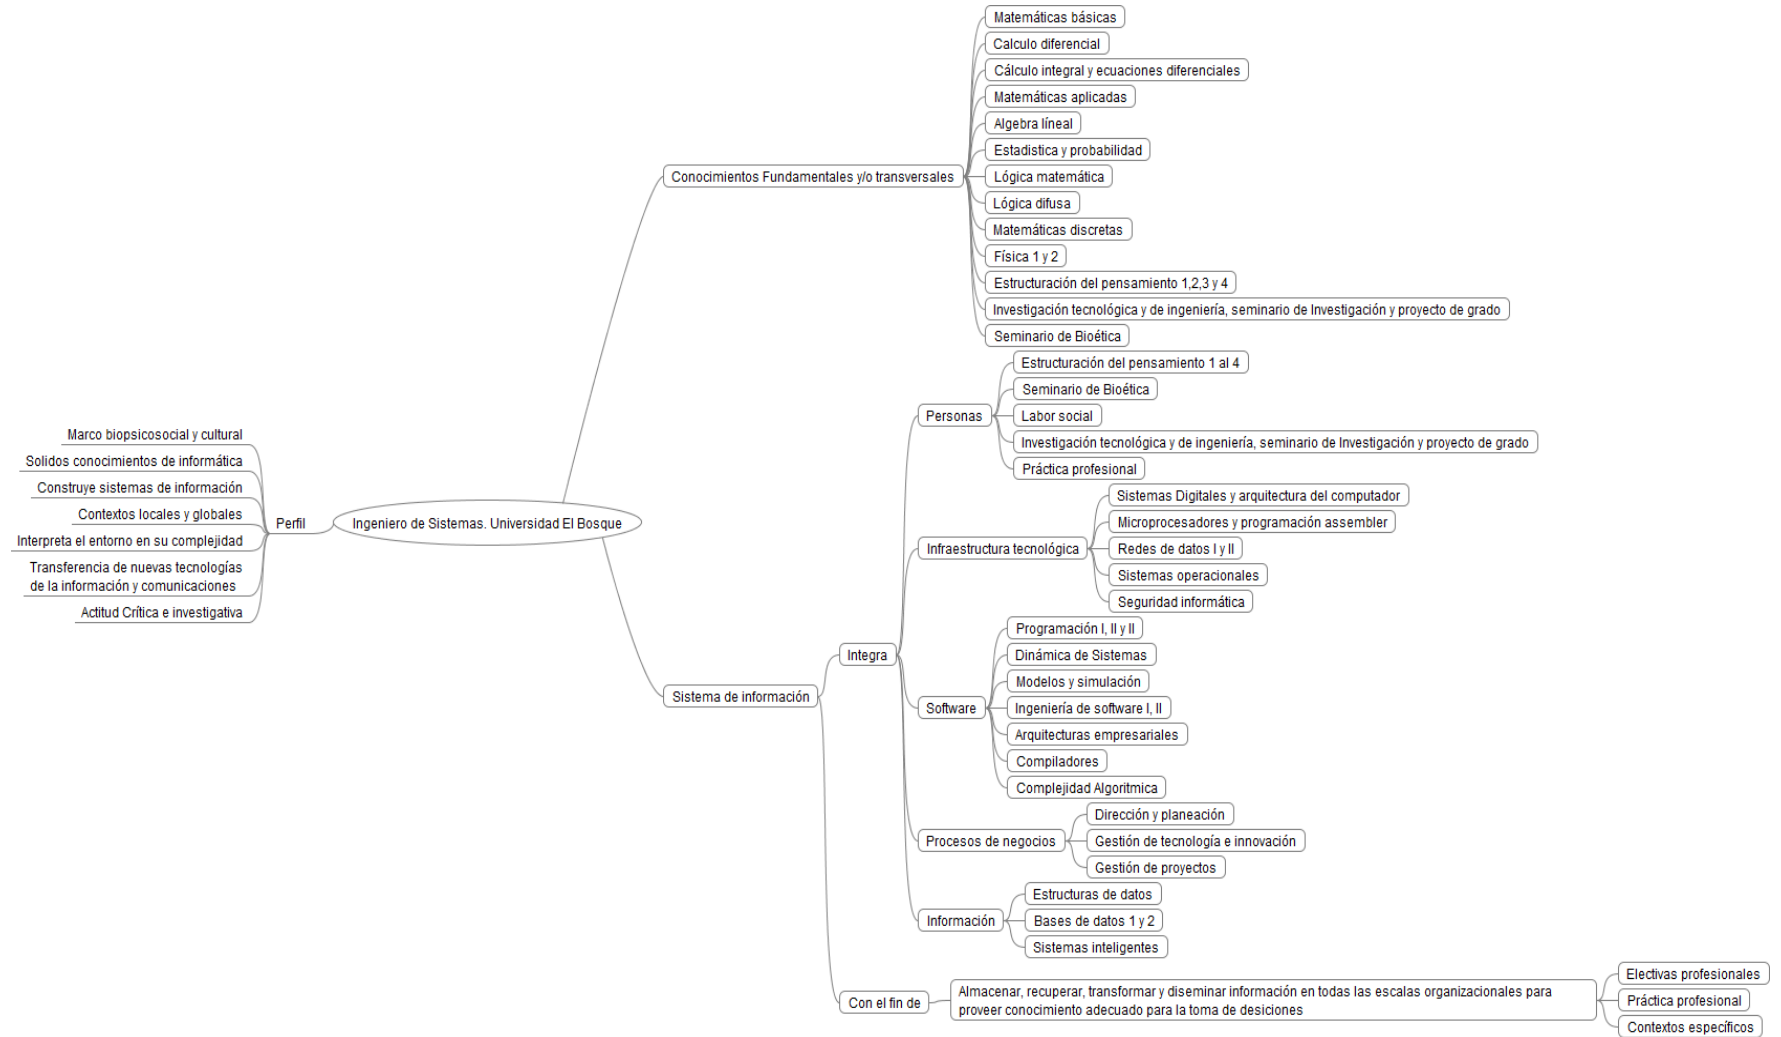 Matemáticas básicas
Calculo diferencial
Cálculo integral y ecuaciones diferenciales
Matemáticas aplicadas
Algebra líneal
Estadistica y probabilidad
Conocimientos Fundamentales y/o transversales
Lógica matemática
Lógica difusa
Matemáticas discretas
Física 1 y 2
Estructuración del pensamiento 1,2,3 y 4
Investigación tecnológica y de ingeniería, seminario de Investigación y proyecto de grado
Seminario de Bioética
Marco biopsicosocial y cultural
Solidos conocimientos de informática
Construye sistemas de información
Contextos locales y globales
Interpreta el entorno en su complejidad
Transferencia de nuevas tecnologías
de la información y comunicaciones
Actitud Crítica e investigativa
Perfil
Ingeniero de Sistemas. Universidad El Bosque
Sistema de información
Integra
Personas
Estructuración del pensamiento 1 al 4
Seminario de Bioética
Labor social
Investigación tecnológica y de ingeniería, seminario de Investigación y proyecto de grado
Práctica profesional
Infraestructura tecnológica
Sistemas Digitales y arquitectura del computador
Microprocesadores y programación assembler
Redes de datos I y II
Sistemas operacionales
Seguridad informática
Software
Programación I, II y II
Dinámica de Sistemas
Modelos y simulación
Ingeniería de software I, II
Arquitecturas empresariales
Compiladores
Complejidad Algoritmica
Procesos de negocios
Dirección y planeación
Gestión de tecnología e innovación
Gestión de proyectos
Información
Estructuras de datos
Bases de datos 1 y 2
Sistemas inteligentes
Con el fin de
Almacenar, recuperar, transformar y diseminar información en todas las escalas organizacionales para
proveer conocimiento adecuado para la toma de desiciones
Electivas profesionales
Práctica profesional
Contextos específicos